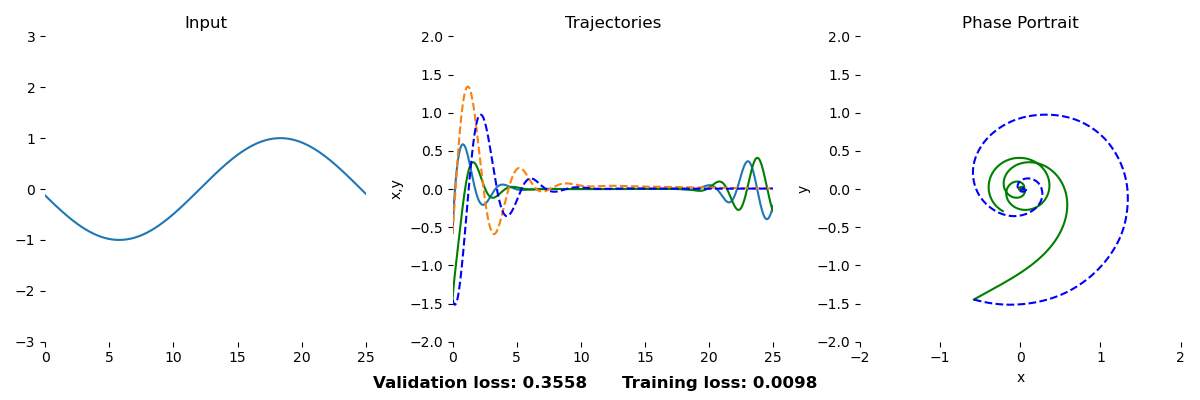 Input
3
2
1
0
−1
−2
−3
0 5 10 15 20 25
Trajectories
x,y
2.0
1.5
1.0
0.5
0.0
−0.5
−1.0
−1.5
−2.0
0 5 10 15 20 25
Phase Portrait
y
2.0
1.5
1.0
0.5
0.0
−0.5
−1.0
−1.5
−2.0
−2 −1 0 1 2
x
Validation loss: 0.3558 Training loss: 0.0098